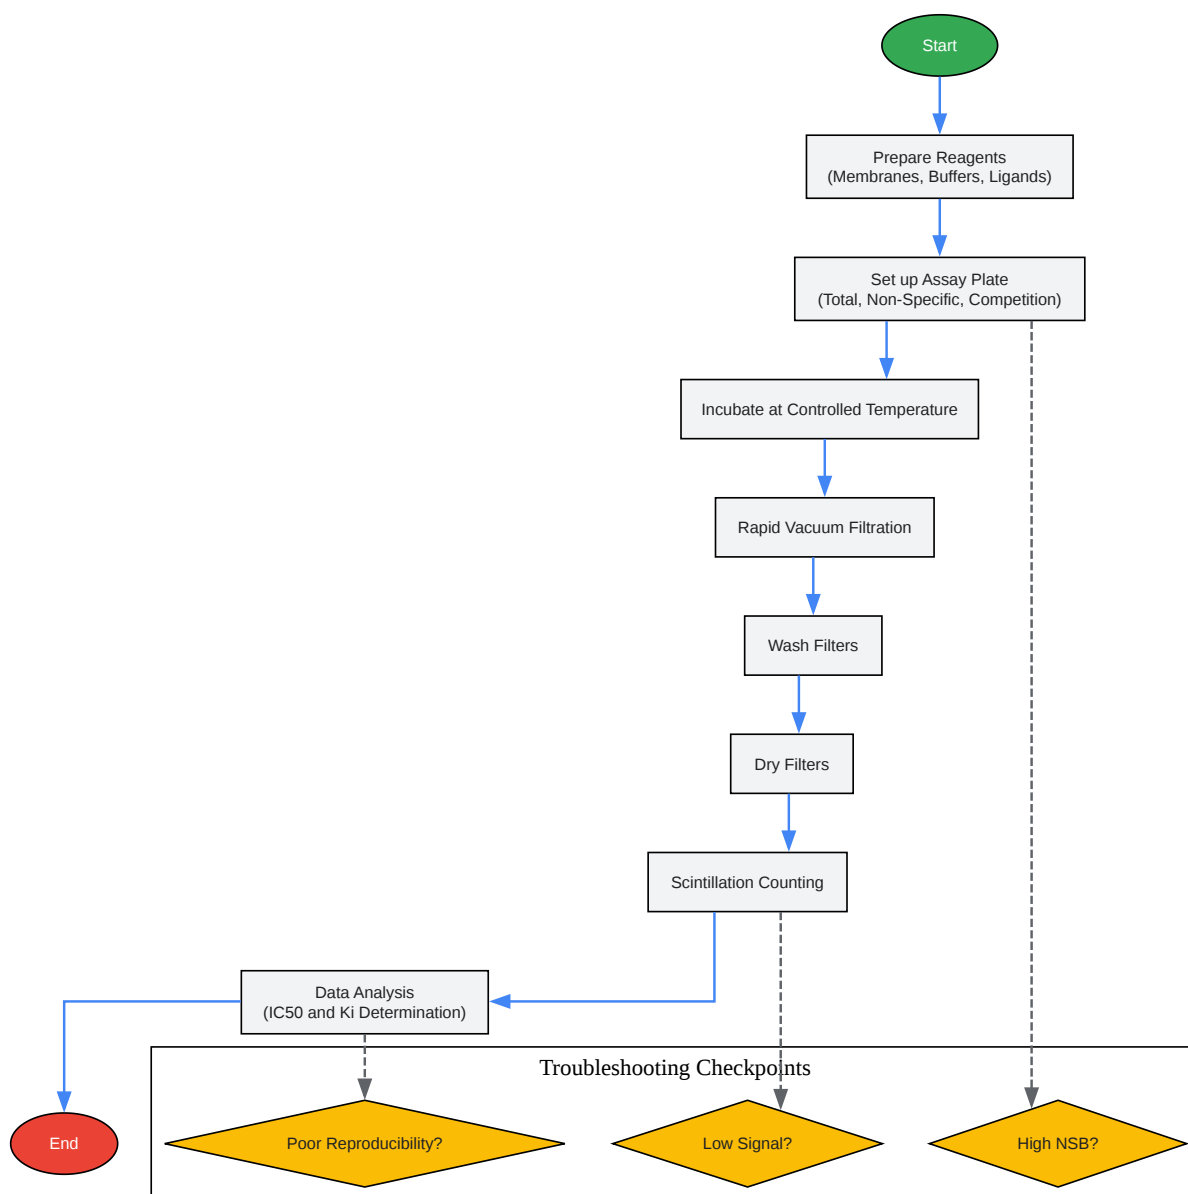 Start
Prepare Reagents
(Membranes, Buffers, Ligands)
Set up Assay Plate
(Total, Non-Specific, Competition)
Incubate at Controlled Temperature
Rapid Vacuum Filtration
Wash Filters
Dry Filters
Scintillation Counting
Data Analysis
(IC50 and Ki Determination)
Troubleshooting Checkpoints
End
Poor Reproducibility?
Low Signal?
High NSB?